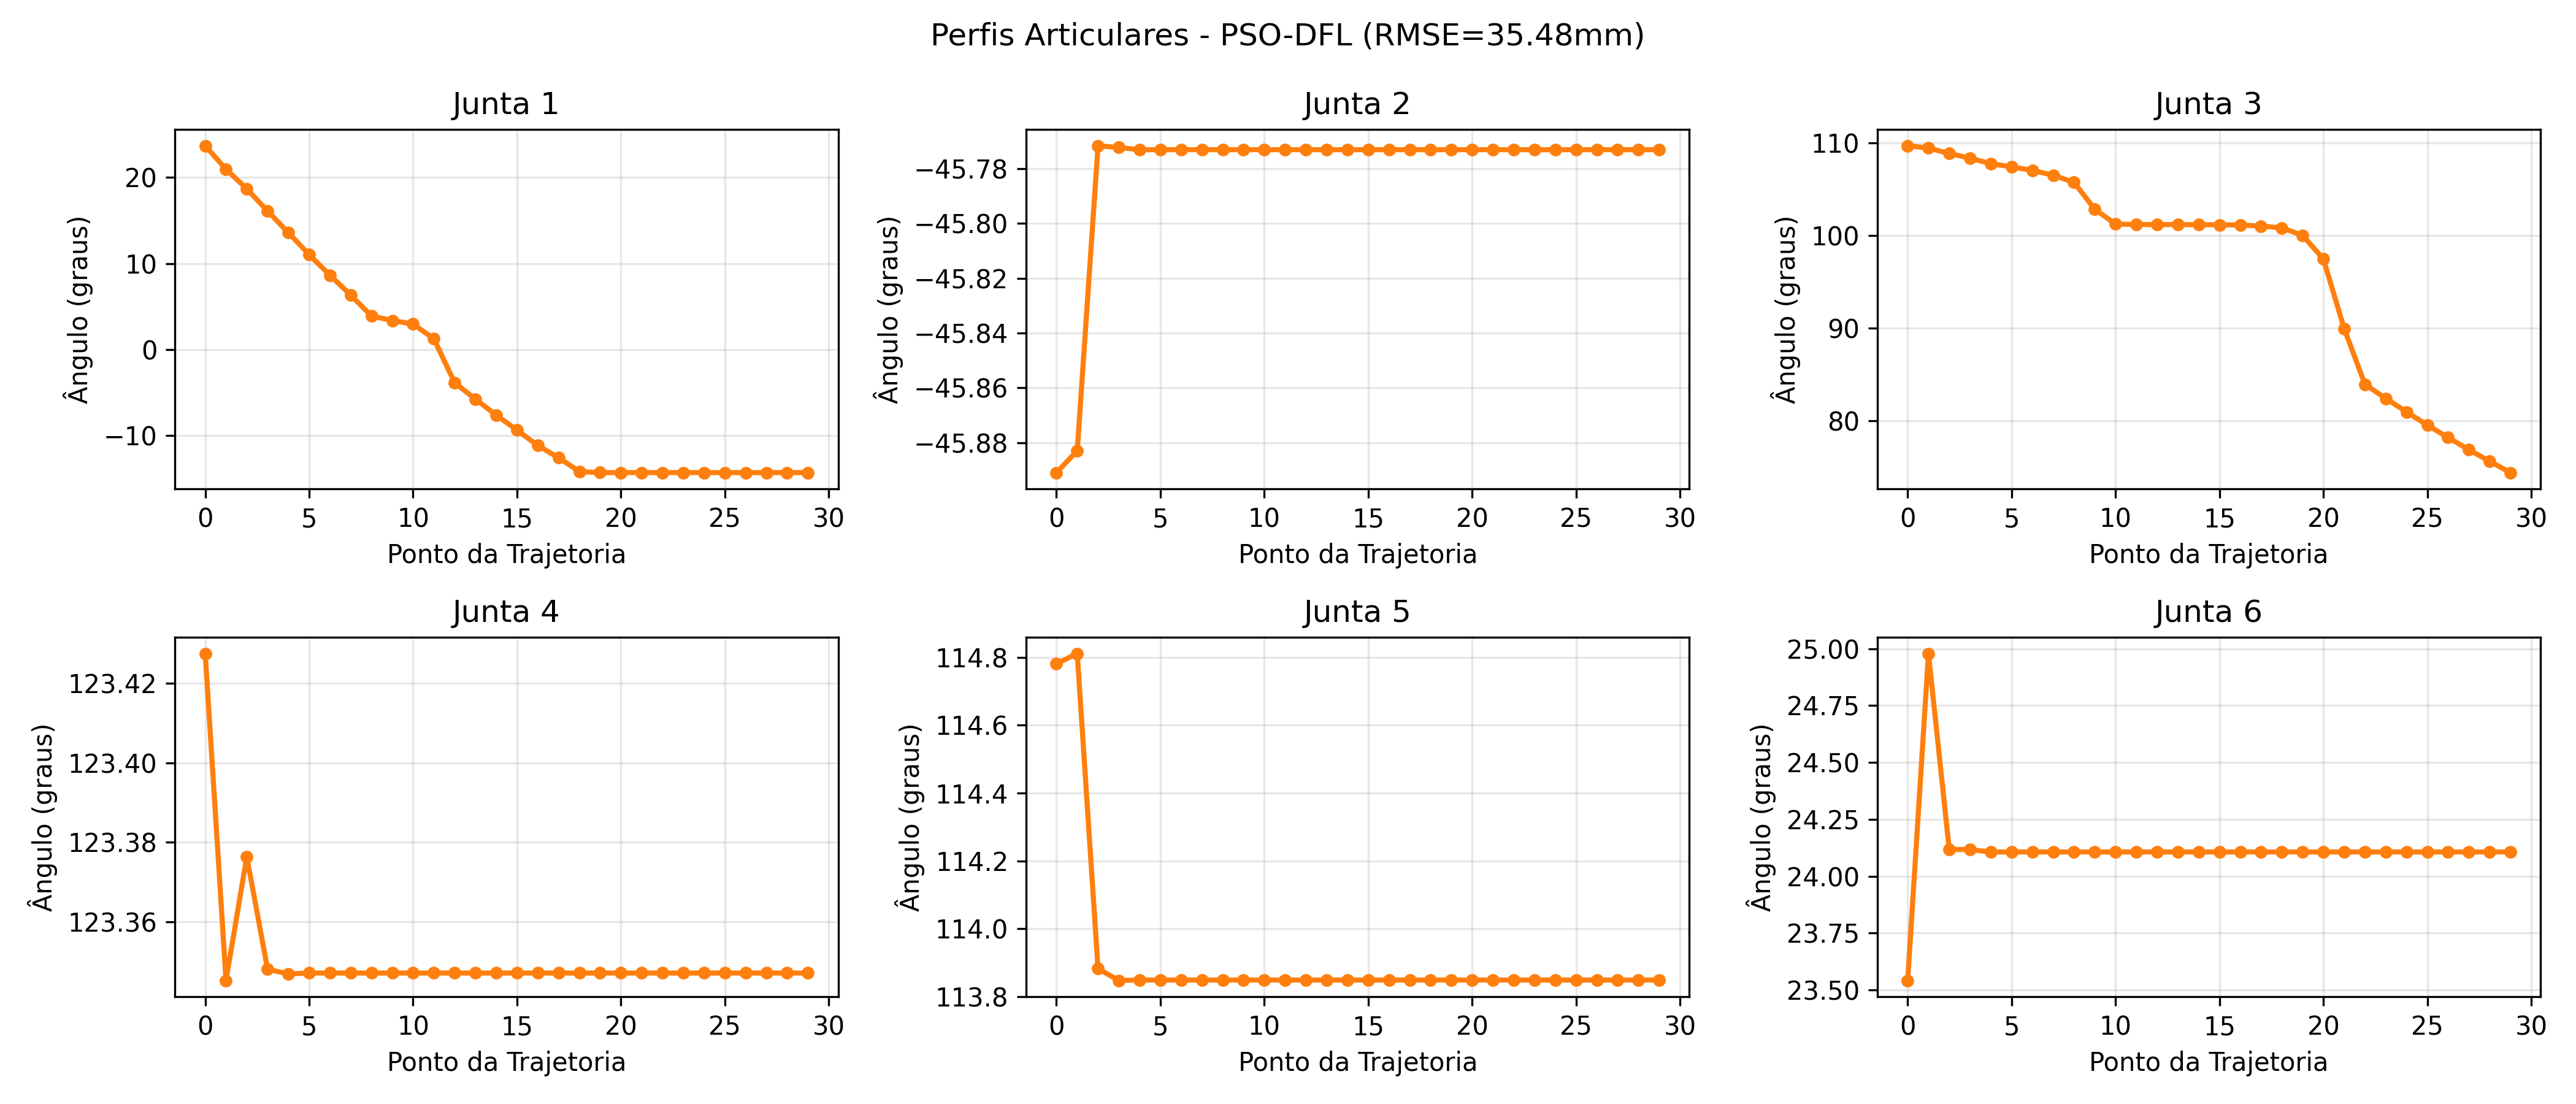 Perfis Articulares - PSO-DFL (RMSE=35.48mm)
Junta 1
Ângulo (graus)
20
10
0
−10
0 5 10 15 20 25 30
Ponto da Trajetoria
Junta 2
Ângulo (graus)
−45.78
−45.80
−45.82
−45.84
−45.86
−45.88
0 5 10 15 20 25 30
Ponto da Trajetoria
Junta 3
Ângulo (graus)
110
100
90
80
0 5 10 15 20 25 30
Ponto da Trajetoria
Junta 4
Ângulo (graus)
123.42
123.40
123.38
123.36
0 5 10 15 20 25 30
Ponto da Trajetoria
Junta 5
Ângulo (graus)
114.8
114.6
114.4
114.2
114.0
113.8
0 5 10 15 20 25 30
Ponto da Trajetoria
Junta 6
Ângulo (graus)
25.00
24.75
24.50
24.25
24.00
23.75
23.50
0 5 10 15 20 25 30
Ponto da Trajetoria